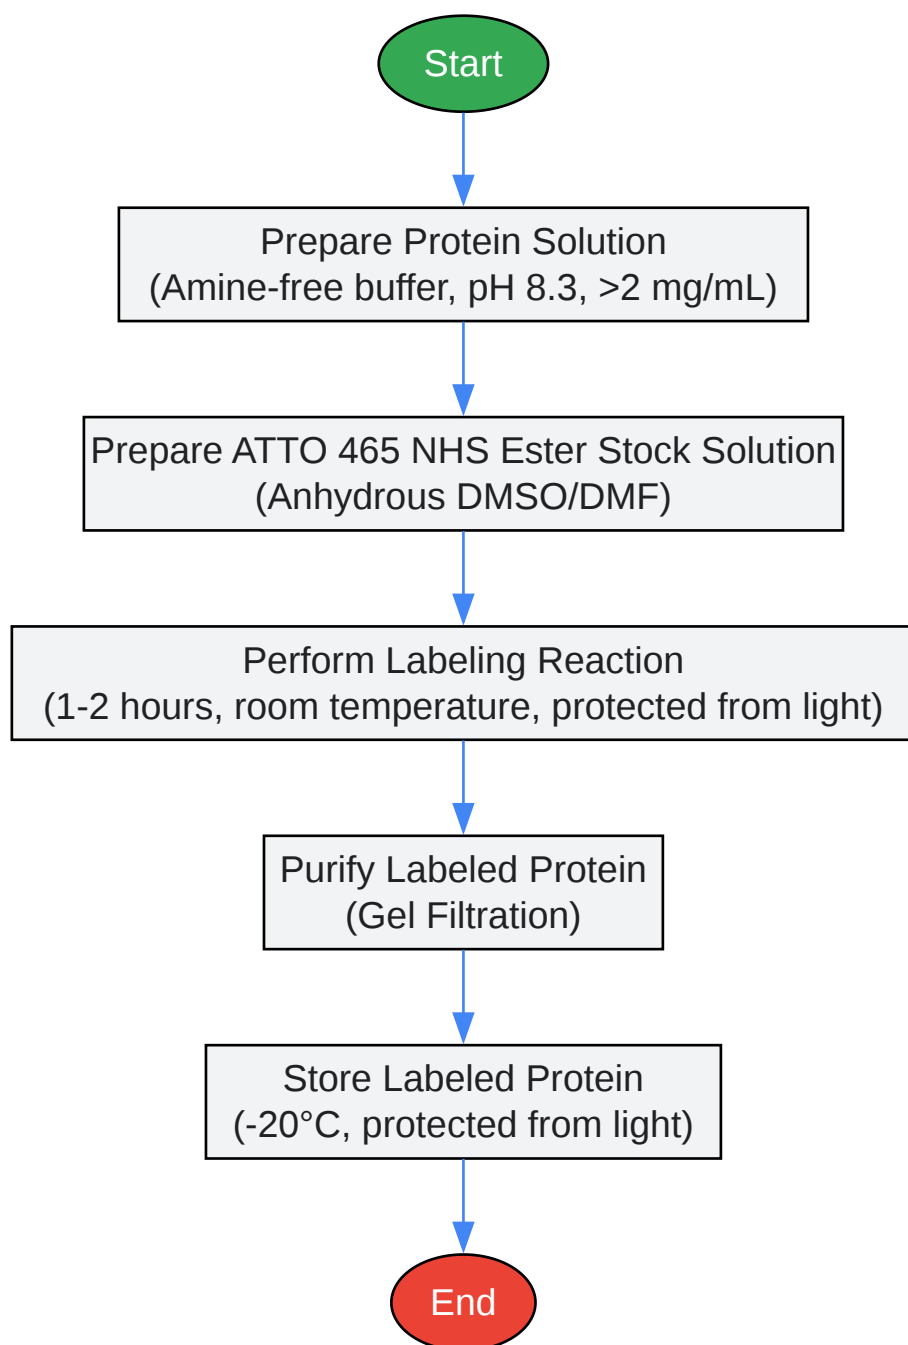 Start
Prepare Protein Solution
(Amine-free buffer, pH 8.3, >2 mg/mL)
Prepare ATTO 465 NHS Ester Stock Solution
(Anhydrous DMSO/DMF)
Perform Labeling Reaction
(1-2 hours, room temperature, protected from light)
Purify Labeled Protein
(Gel Filtration)
Store Labeled Protein
(-20°C, protected from light)
End